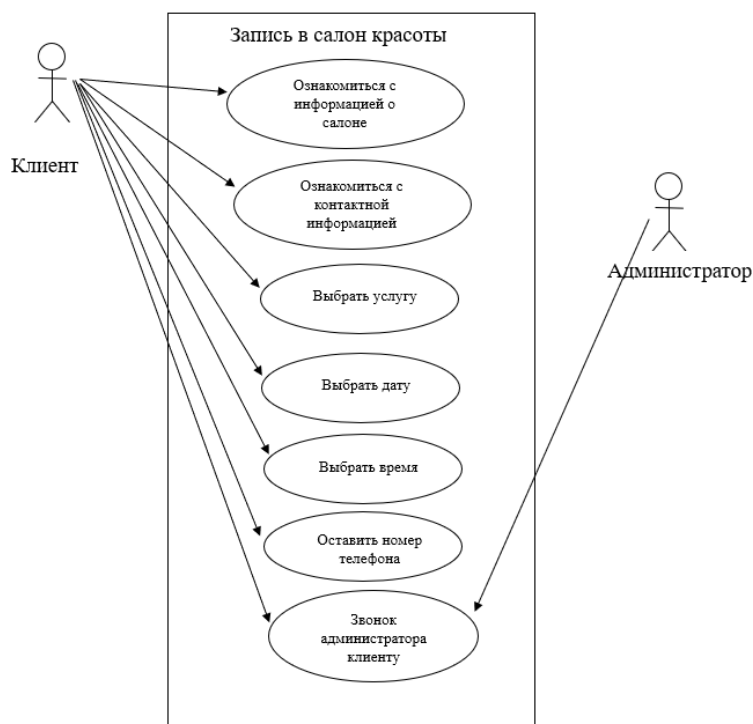 Запись в салон красоты
Ознакомиться с
информацией о
салоне
Клиент
Ознакомиться с
контактной
информацией
Администратор
Выбрать услугу
Выбрать дату
Выбрать время
Оставить номер
телефона
Звонок
администратора
клиенту